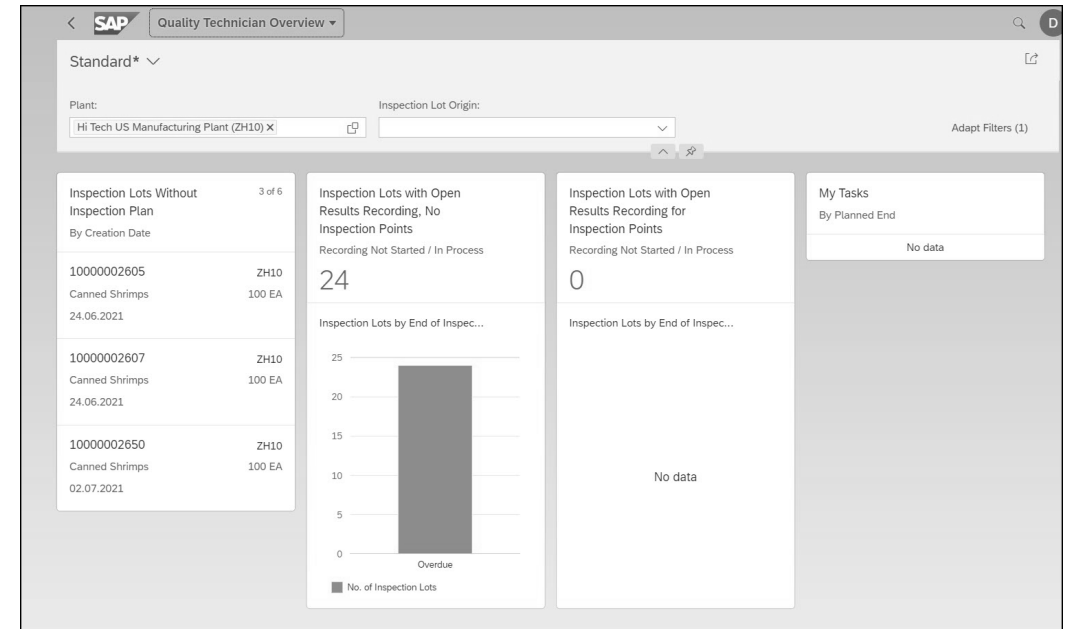 SAP
Quality Technician Overview
D
Standard*
Plant:
Inspection Lot Origin:
Hi Tech US Manufacturing Plant (ZH10)
Adapt Filters (1)
Inspection Lots Without
Inspection Plan
3 of 6
By Creation Date
10000002605 ZH10
Canned Shrimps 100 EA
24.06.2021
10000002607 ZH10
Canned Shrimps 100 EA
24.06.2021
10000002650 ZH10
Canned Shrimps 100 EA
02.07.2021
Inspection Lots with Open
Results Recording, No
Inspection Points
Recording Not Started / In Process
24
Inspection Lots by End of Inspec...
25
20
15
10
5
0
Overdue
No. of Inspection Lots
Inspection Lots with Open
Results Recording for
Inspection Points
Recording Not Started / In Process
0
Inspection Lots by End of Inspec...
No data
My Tasks
By Planned End
No data